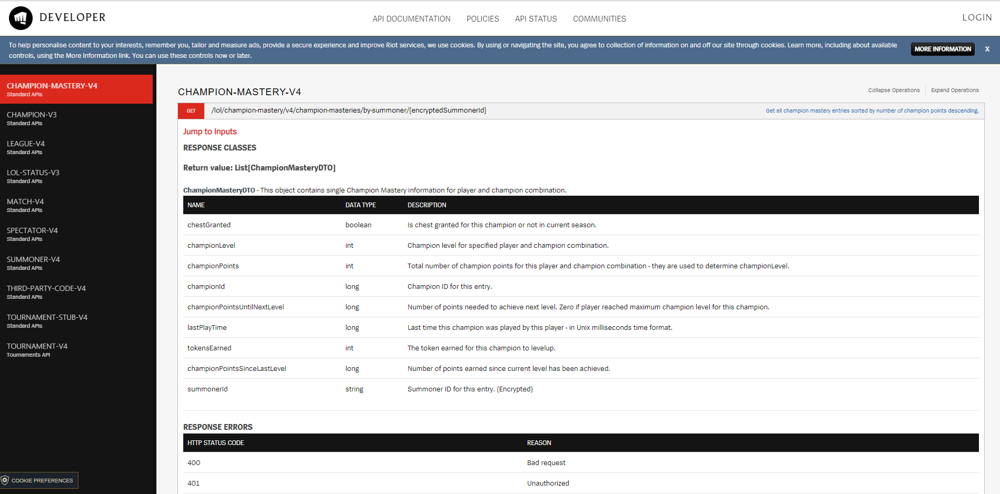 DEVELOPER
API DOCUMENTATION POLICIES API STATUS COMMUNITIES
LOGIN
To help personalise content to your interests, remember you, tailor and measure ads, provide a secure experience and improve Riot services, we use cookies. By using or navigating the site, you agree to collection of information on and off our site through cookies. Learn more, including about available
controls, using the More Information link. You can use these controls now or later.
MORE INFORMATION X
CHAMPION-MASTERY-V4
Standard APIs
CHAMPION-V3
Standard APIs
LEAGUE-V4
Standard APIs
LOL-STATUS-V3
Standard APIs
MATCH-V4
Standard APIs
SPECTATOR-V4
Standard APIs
SUMMONER-V4
Standard APIs
THIRD-PARTY-CODE-V4
Standard APIs
TOURNAMENT-STUB-V4
Standard APIs
TOURNAMENT-V4
Tournaments API
COOKIE PREFERENCES
CHAMPION-MASTERY-V4
Collapse Operations Expand Operations
GET /lol/champion-mastery/v4/champion-masteries/by-summoner/{encryptedSummonerId} Get all champion mastery entries sorted by number of champion points descending,
Jump to Inputs
RESPONSE CLASSES
Return value: List[ChampionMasteryDTO]
ChampionMasteryDTO - This object contains single Champion Mastery information for player and champion combination.
NAME DATA TYPE DESCRIPTION
chestGranted boolean Is chest granted for this champion or not in current season.
championLevel int Champion level for specified player and champion combination.
championPoints int Total number of champion points for this player and champion combination - they are used to determine championLevel.
championId long Champion ID for this entry.
championPointsUntilNextLevel long Number of points needed to achieve next level. Zero if player reached maximum champion level for this champion.
lastPlayTime long Last time this champion was played by this player - in Unix milliseconds time format.
tokensEarned int The token earned for this champion to levelup.
championPointsSinceLastLevel long Number of points earned since current level has been achieved.
summonerId string Summoner ID for this entry. (Encrypted)
RESPONSE ERRORS
HTTP STATUS CODE REASON
400 Bad request
401 Unauthorized